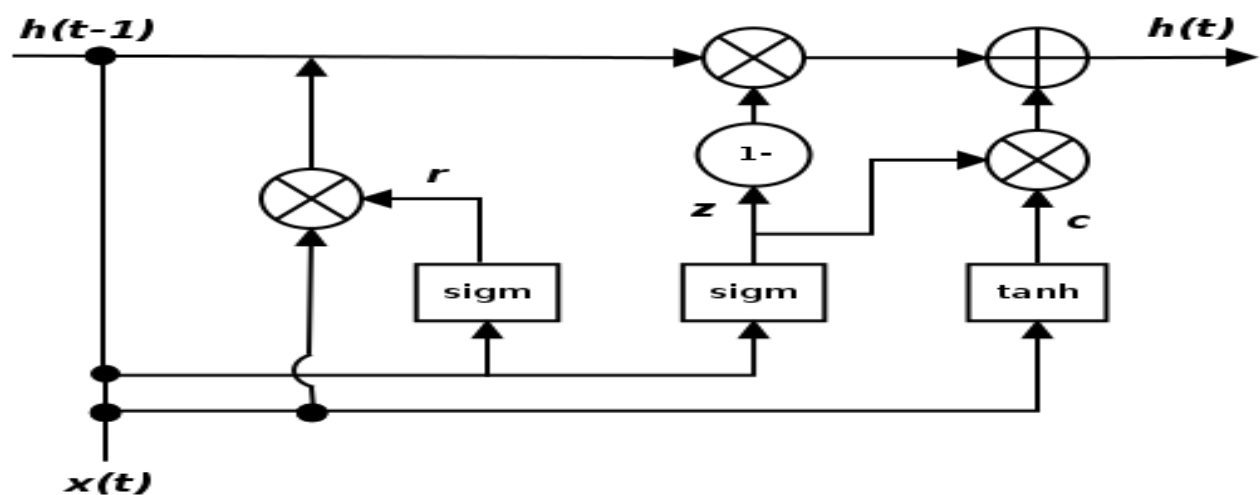 h(t-1)
h(t)
1-
r
z
c
sigm
sigm
tanh
x(t)